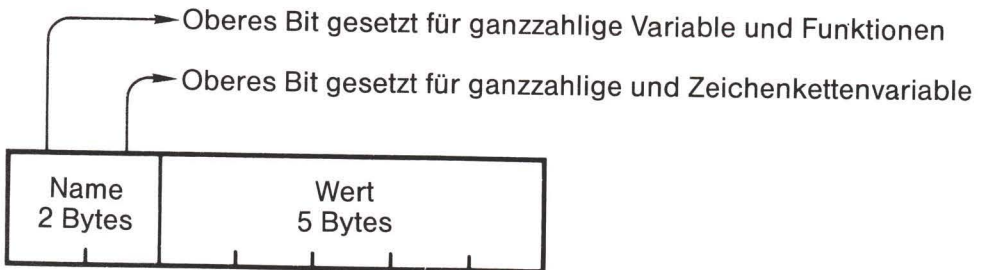 Oberes Bit gesetzt für ganzzahlige Variable und Funktionen
Oberes Bit gesetzt für ganzzahlige und Zeichenkettenvariable
Name
2 Bytes
Wert
5 Bytes